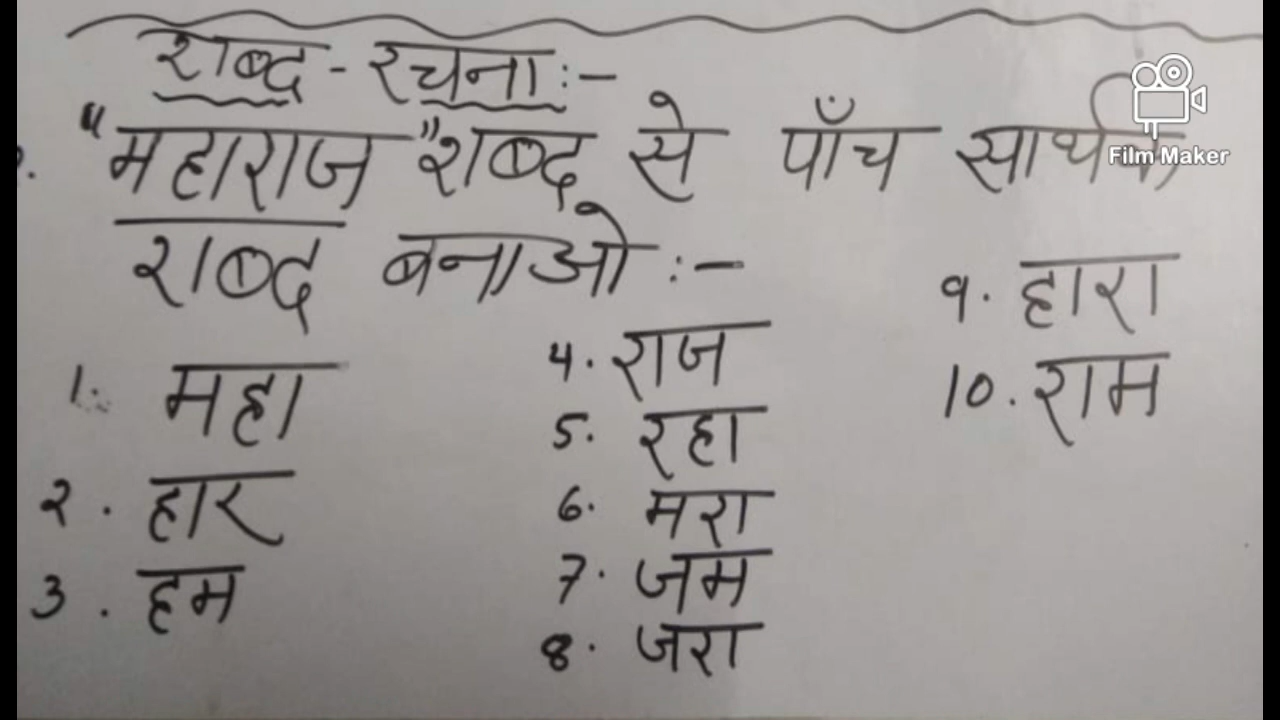 शब्द - रचना :-
"महाराज" शब्द से पाँच सार्थक
शब्द बनाओ :-
1. महा
2. हार
3. हम
4. राज
5. रहा
6. मरा
7. जम
8. जरा
9. हारा
10. राम
Film Maker